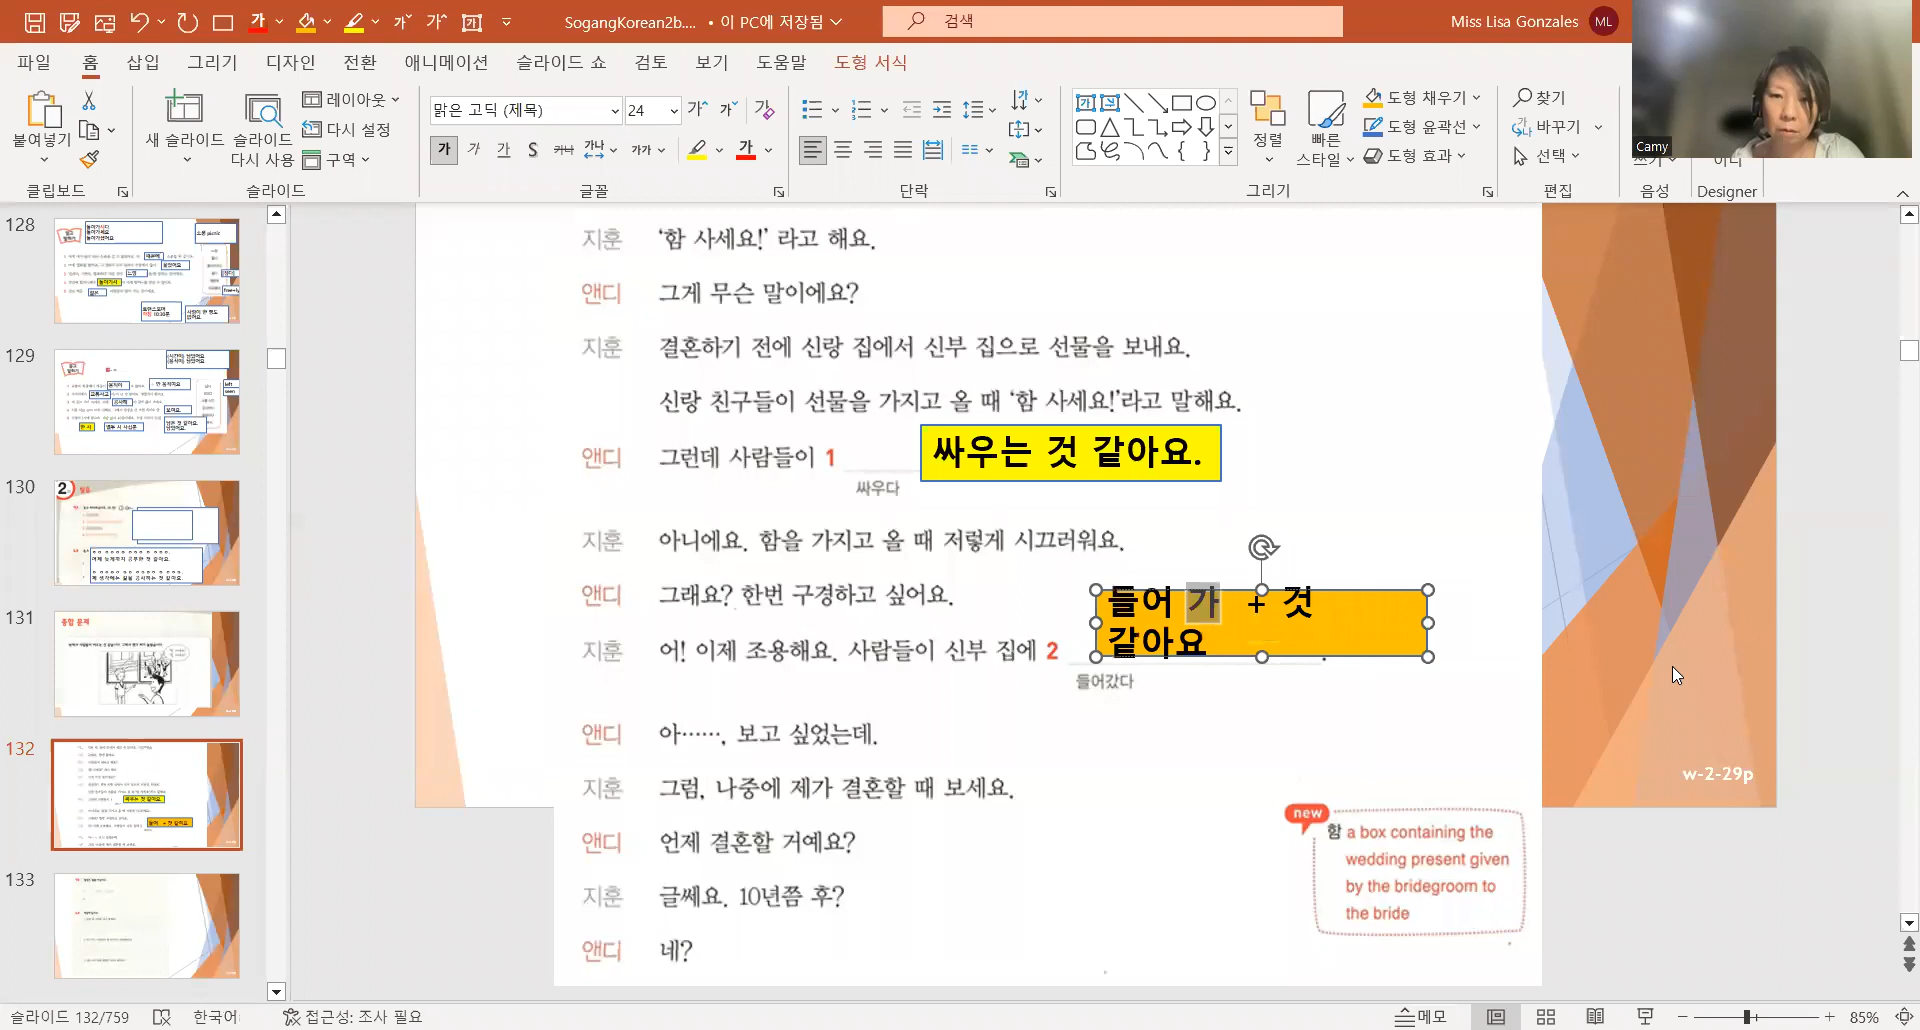 SogangKorean2b.... • 이 PC에 저장됨
검색
Miss Lisa Gonzales
ML
파일 홈 삽입 그리기 디자인 전환 애니메이션 슬라이드 쇼 검토 보기 도움말 도형 서식
붙여넣기
클립보드
새 슬라이드
슬라이드 다시 사용
레이아웃
다시 설정
구역
슬라이드
맑은 고딕 (제목)
24
글꼴
단락
정렬
빠른 스타일
도형 채우기
도형 윤곽선
도형 효과
그리기
찾기
바꾸기
선택
편집
음성
Designer
Camy
128
129
130
131
132
133
지훈 '함 사세요!' 라고 해요.
앤디 그게 무슨 말이에요?
지훈 결혼하기 전에 신랑 집에서 신부 집으로 선물을 보내요.
신랑 친구들이 선물을 가지고 올 때 '함 사세요!'라고 말해요.
앤디 그런데 사람들이 1 싸우는 것 같아요.
싸우다
지훈 아니에요. 함을 가지고 올 때 저렇게 시끄러워요.
앤디 그래요? 한번 구경하고 싶어요.
들어 가 + 것
같아요
지훈 어! 이제 조용해요. 사람들이 신부 집에 2
들어갔다
앤디 아……, 보고 싶었는데.
지훈 그럼, 나중에 제가 결혼할 때 보세요.
앤디 언제 결혼할 거예요?
지훈 글쎄요. 10년쯤 후?
앤디 네?
new
함 a box containing the
wedding present given
by the bridegroom to
the bride
w-2-29p
슬라이드 132/759
한국어
접근성: 조사 필요
메모
85%